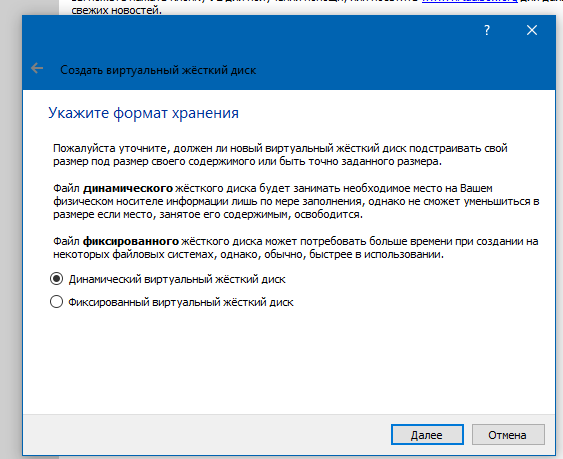 свежих новостей.
?
Создать виртуальный жёсткий диск
Укажите формат хранения
Пожалуйста уточните, должен ли новый виртуальный жёсткий диск подстраивать свой
размер под размер своего содержимого или быть точно заданного размера.
Файл динамического жёсткого диска будет занимать необходимое место на Вашем
физическом носителе информации лишь по мере заполнения, однако не сможет уменьшиться в
размере если место, занятое его содержимым, освободится.
Файл фиксированного жёсткого диска может потребовать больше времени при создании на
некоторых файловых системах, однако, обычно, быстрее в использовании.
Динамический виртуальный жёсткий диск
Фиксированный виртуальный жёсткий диск
Далее
Отмена